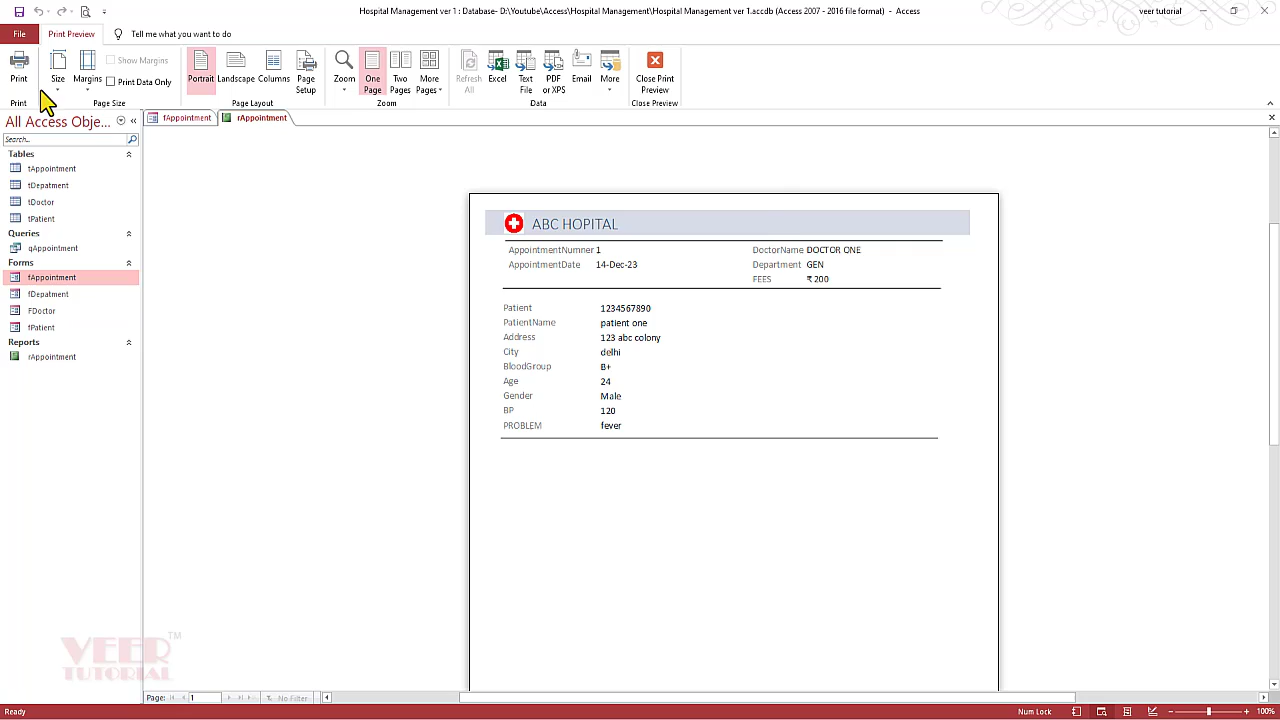 Hospital Management ver 1 : Database- D:\Youtube\Access\Hospital Management\Hospital Management ver 1.accdb (Access 2007 - 2016 file format) - Access
veer tutorial
File
Print Preview
Tell me what you want to do
Print
Size
Margins
Show Margins
Print Data Only
Portrait
Landscape
Columns
Page Setup
Zoom
One Page
Two Pages
More Pages
Refresh All
Excel
Text File
PDF or XPS
Email
More
Close Print Preview
Print
Page Size
Page Layout
Zoom
Data
Close Preview
All Access Obje...
fAppointment
rAppointment
Search...
Tables
tAppointment
tDepatment
tDoctor
tPatient
Queries
qAppointment
Forms
fAppointment
fDepatment
FDoctor
fPatient
Reports
rAppointment
ABC HOPITAL
AppointmentNumner 1 DoctorName DOCTOR ONE
AppointmentDate 14-Dec-23 Department GEN
FEES ₹ 200
Patient 1234567890
PatientName patient one
Address 123 abc colony
City delhi
BloodGroup B+
Age 24
Gender Male
BP 120
PROBLEM fever
VEER TM
TUTORIAL
Page: 1 No Filter
Ready
Num Lock
100%